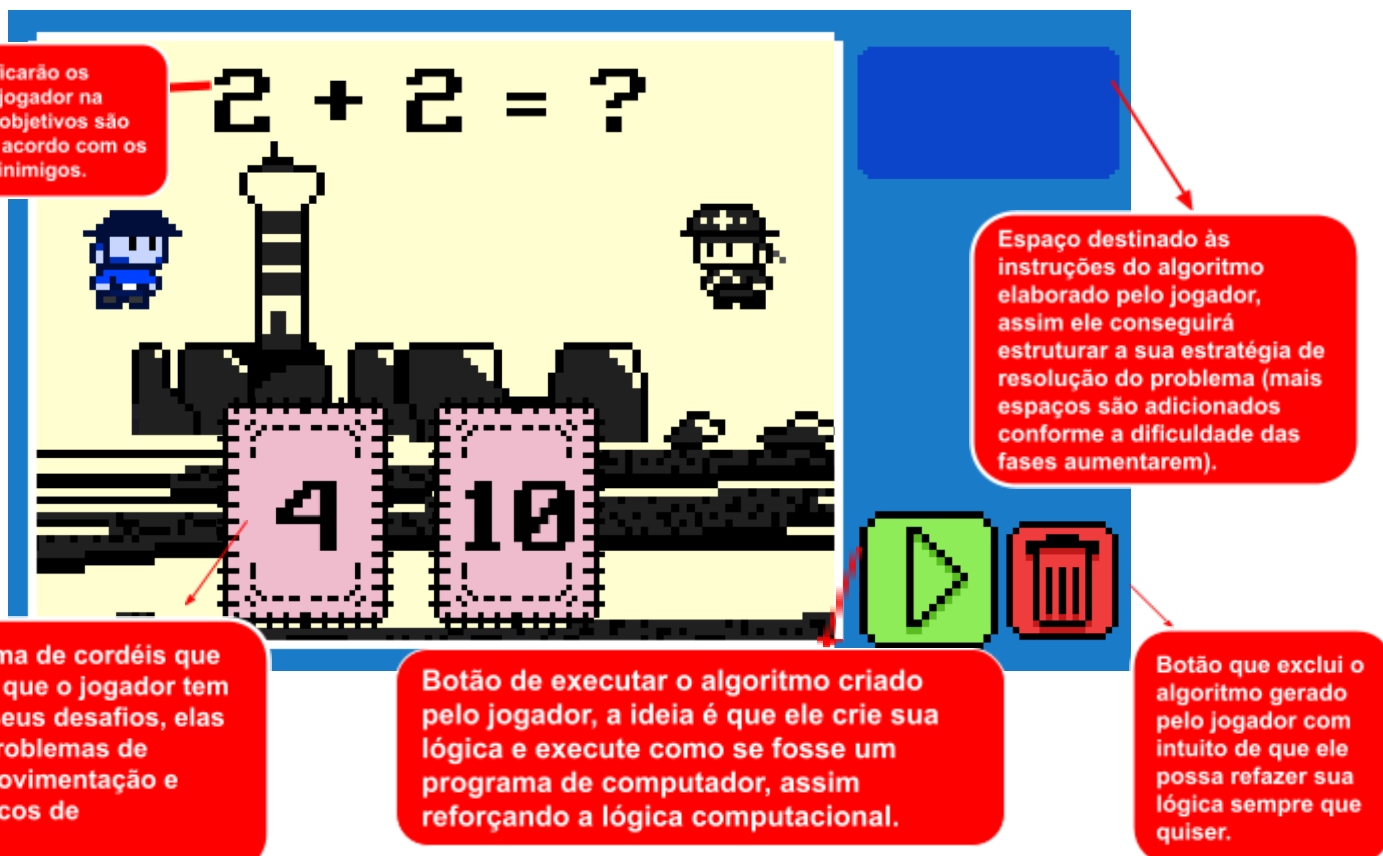 icarão os
jogador na
objetivos são
acordo com os
inimigos.
2 + 2 = ?
Espaço destinado às
instruções do algoritmo
elaborado pelo jogador,
assim ele conseguirá
estruturar a sua estratégia de
resolução do problema (mais
espaços são adicionados
conforme a dificuldade das
fases aumentarem).
4
10
ma de cordéis que
que o jogador tem
seus desafios, elas
roblemas de
ovimentação e
cos de
Botão de executar o algoritmo criado
pelo jogador, a ideia é que ele crie sua
lógica e execute como se fosse um
programa de computador, assim
reforçando a lógica computacional.
Botão que exclui o
algoritmo gerado
pelo jogador com
intuito de que ele
possa refazer sua
lógica sempre que
quiser.